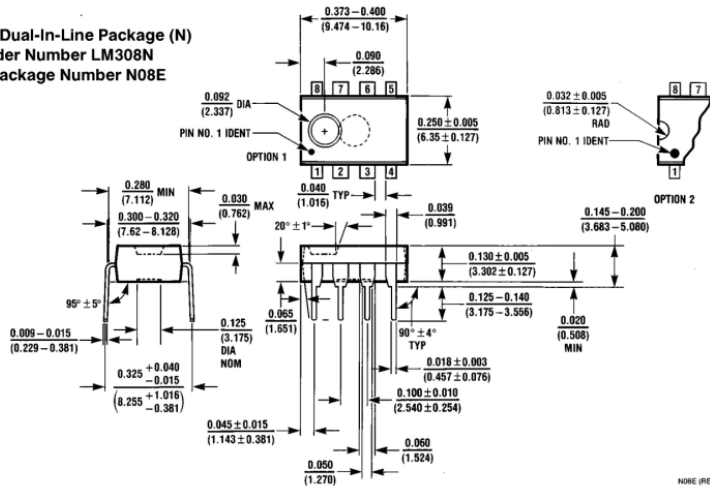 Dual-In-Line Package (N)
der Number LM308N
ackage Number N08E
0.373 – 0.400
(9.474 – 10.16)
0.090
(2.286)
8 7 6 5
0.092
(2.337)
DIA
PIN NO. 1 IDENT
OPTION 1
+
0.250 ± 0.005
(6.35 ± 0.127)
1 2 3 4
0.032 ± 0.005
(0.813 ± 0.127)
RAD
PIN NO. 1 IDENT
8 7
1
OPTION 2
0.280
(7.112)
MIN
0.300 – 0.320
(7.62 – 8.128)
0.030
(0.762)
MAX
0.040
(1.016)
TYP
0.039
(0.991)
20° ± 1°
0.145 – 0.200
(3.683 – 5.080)
0.130 ± 0.005
(3.302 ± 0.127)
0.125 – 0.140
(3.175 – 3.556)
0.020
(0.508)
MIN
95° ± 5°
0.009 – 0.015
(0.229 – 0.381)
0.125
(3.175)
DIA
NOM
0.065
(1.651)
90° ± 4°
TYP
0.018 ± 0.003
(0.457 ± 0.076)
0.325 +0.040
−0.015
(8.255 +1.016
−0.381)
0.100 ± 0.010
(2.540 ± 0.254)
0.045 ± 0.015
(1.143 ± 0.381)
0.060
(1.524)
0.050
(1.270)
N08E (RE